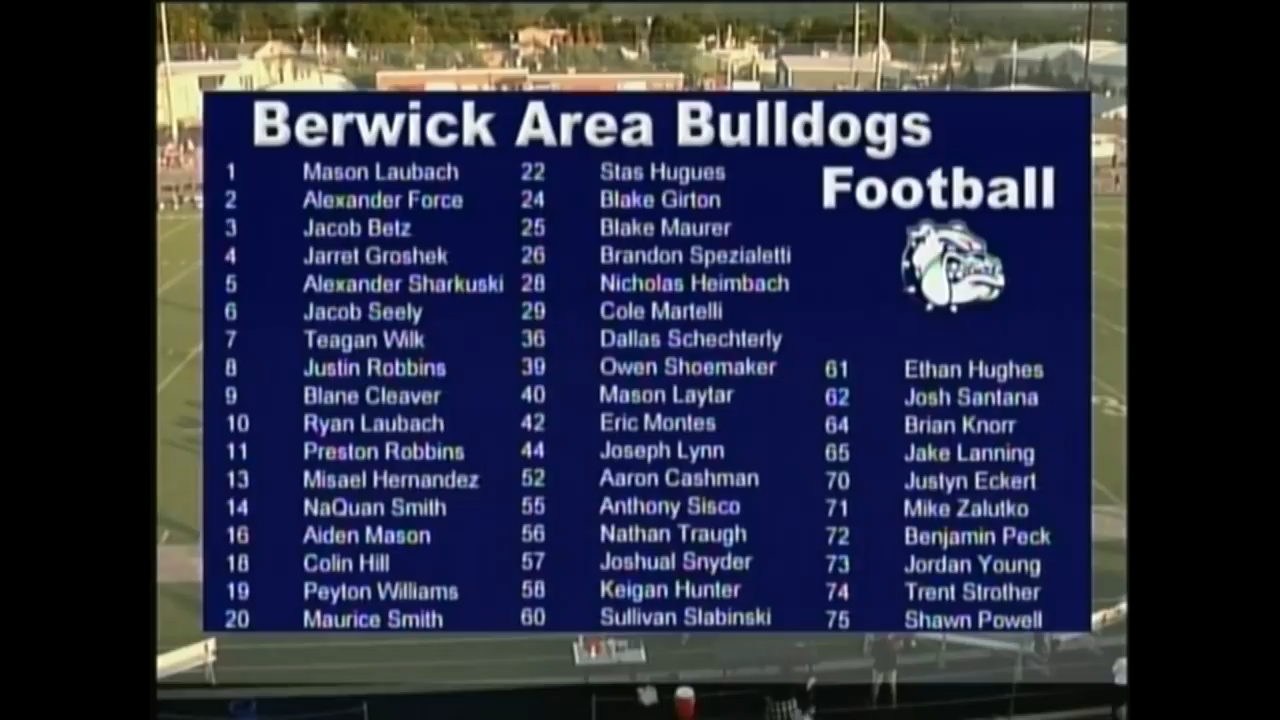 Berwick Area Bulldogs
Football
1 Mason Laubach
2 Alexander Force
3 Jacob Betz
4 Jarret Groshek
5 Alexander Sharkuski
6 Jacob Seely
7 Teagan Wilk
8 Justin Robbins
9 Blane Cleaver
10 Ryan Laubach
11 Preston Robbins
13 Misael Hernandez
14 NaQuan Smith
16 Aiden Mason
18 Colin Hill
19 Peyton Williams
20 Maurice Smith
22 Stas Hugues
24 Blake Girton
25 Blake Maurer
26 Brandon Spezialetti
28 Nicholas Heimbach
29 Cole Martelli
36 Dallas Schechterly
39 Owen Shoemaker
40 Mason Laytar
42 Eric Montes
44 Joseph Lynn
52 Aaron Cashman
55 Anthony Sisco
56 Nathan Traugh
57 Joshual Snyder
58 Keigan Hunter
60 Sullivan Slabinski
61 Ethan Hughes
62 Josh Santana
64 Brian Knorr
65 Jake Lanning
70 Justyn Eckert
71 Mike Zalutko
72 Benjamin Peck
73 Jordan Young
74 Trent Strother
75 Shawn Powell